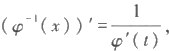 (φ⁻¹(x))′ = 1/φ′(t),